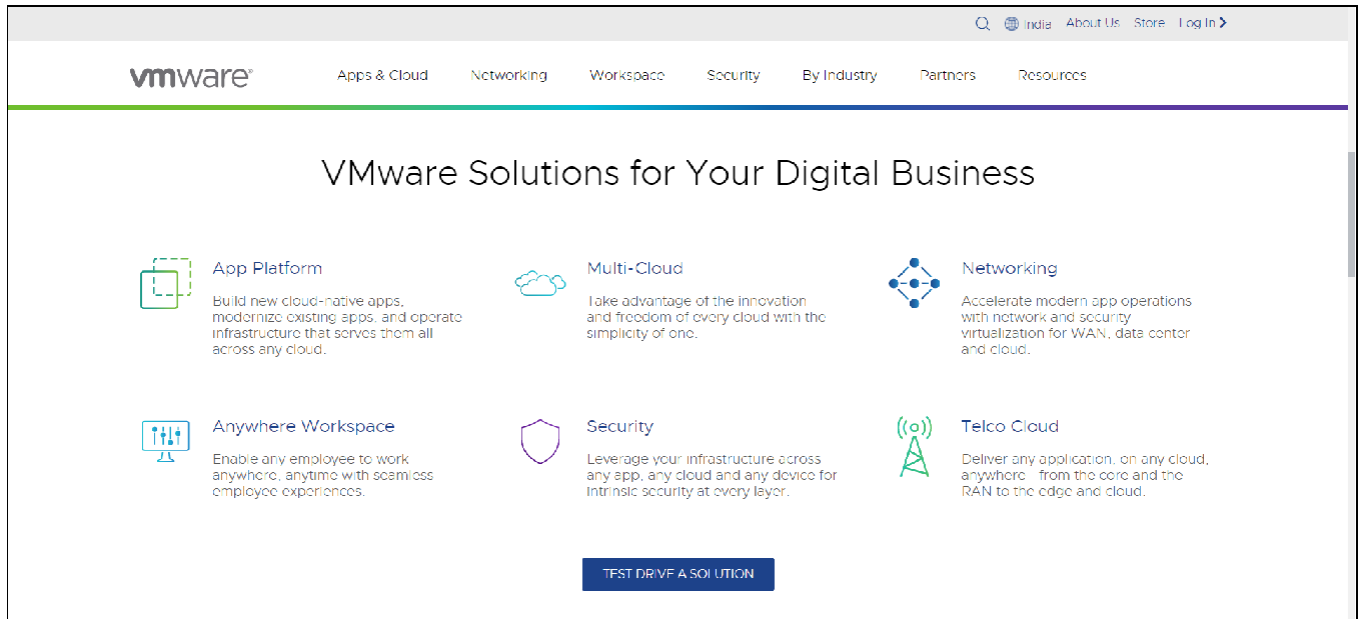 India About Us Store Log In
vmware®
Apps & Cloud Networking Workspace Security By Industry Partners Resources
VMware Solutions for Your Digital Business
App Platform
Build new cloud-native apps,
modernize existing apps, and operate
infrastructure that serves them all
across any cloud.
Multi-Cloud
Take advantage of the innovation
and freedom of every cloud with the
simplicity of one.
Networking
Accelerate modern app operations
with network and security
virtualization for WAN, data center
and cloud.
Anywhere Workspace
Enable any employee to work
anywhere, anytime with seamless
employee experiences.
Security
Leverage your infrastructure across
any app, any cloud and any device for
intrinsic security at every layer.
Telco Cloud
Deliver any application, on any cloud,
anywhere—from the core and the
RAN to the edge and cloud.
TEST DRIVE A SOLUTION